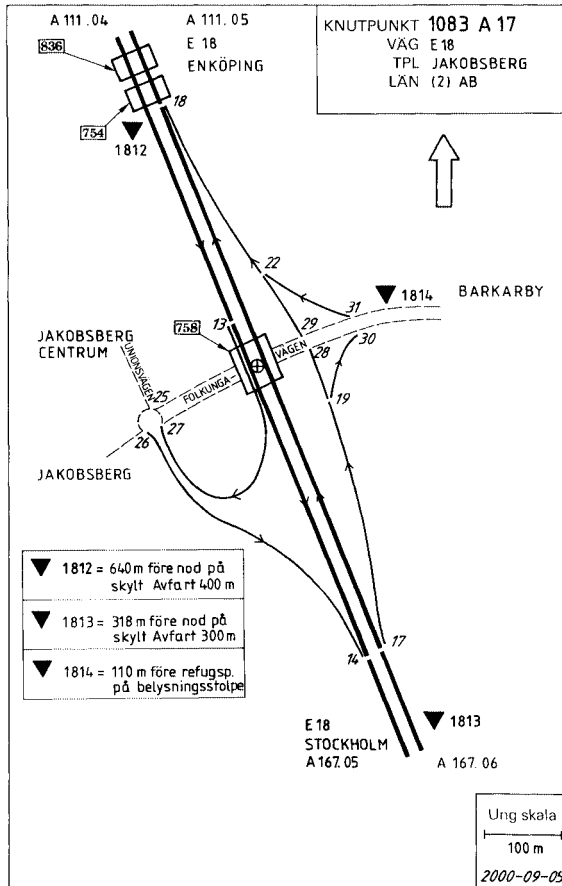 A 111.04
A 111.05
E 18
ENKÖPING
KNUTPUNKT 1083 A 17
VÄG E 18
TPL JAKOBSBERG
LÄN (2) AB
836
754
18
1812
22
31
1814
BARKARBY
13
758
29
28
30
VÄGEN
JAKOBSBERG
CENTRUM
UNIONSVÄGEN
25
FOLKUNGA-
19
26
27
JAKOBSBERG
1812 = 640 m före nod på
skylt Avfart 400 m
1813 = 318 m före nod på
skylt Avfart 300 m
1814 = 110 m före refugsp.
på belysningsstolpe
14
17
E 18
STOCKHOLM
A 167.05
1813
A 167.06
Ung skala
100 m
2000-09-05